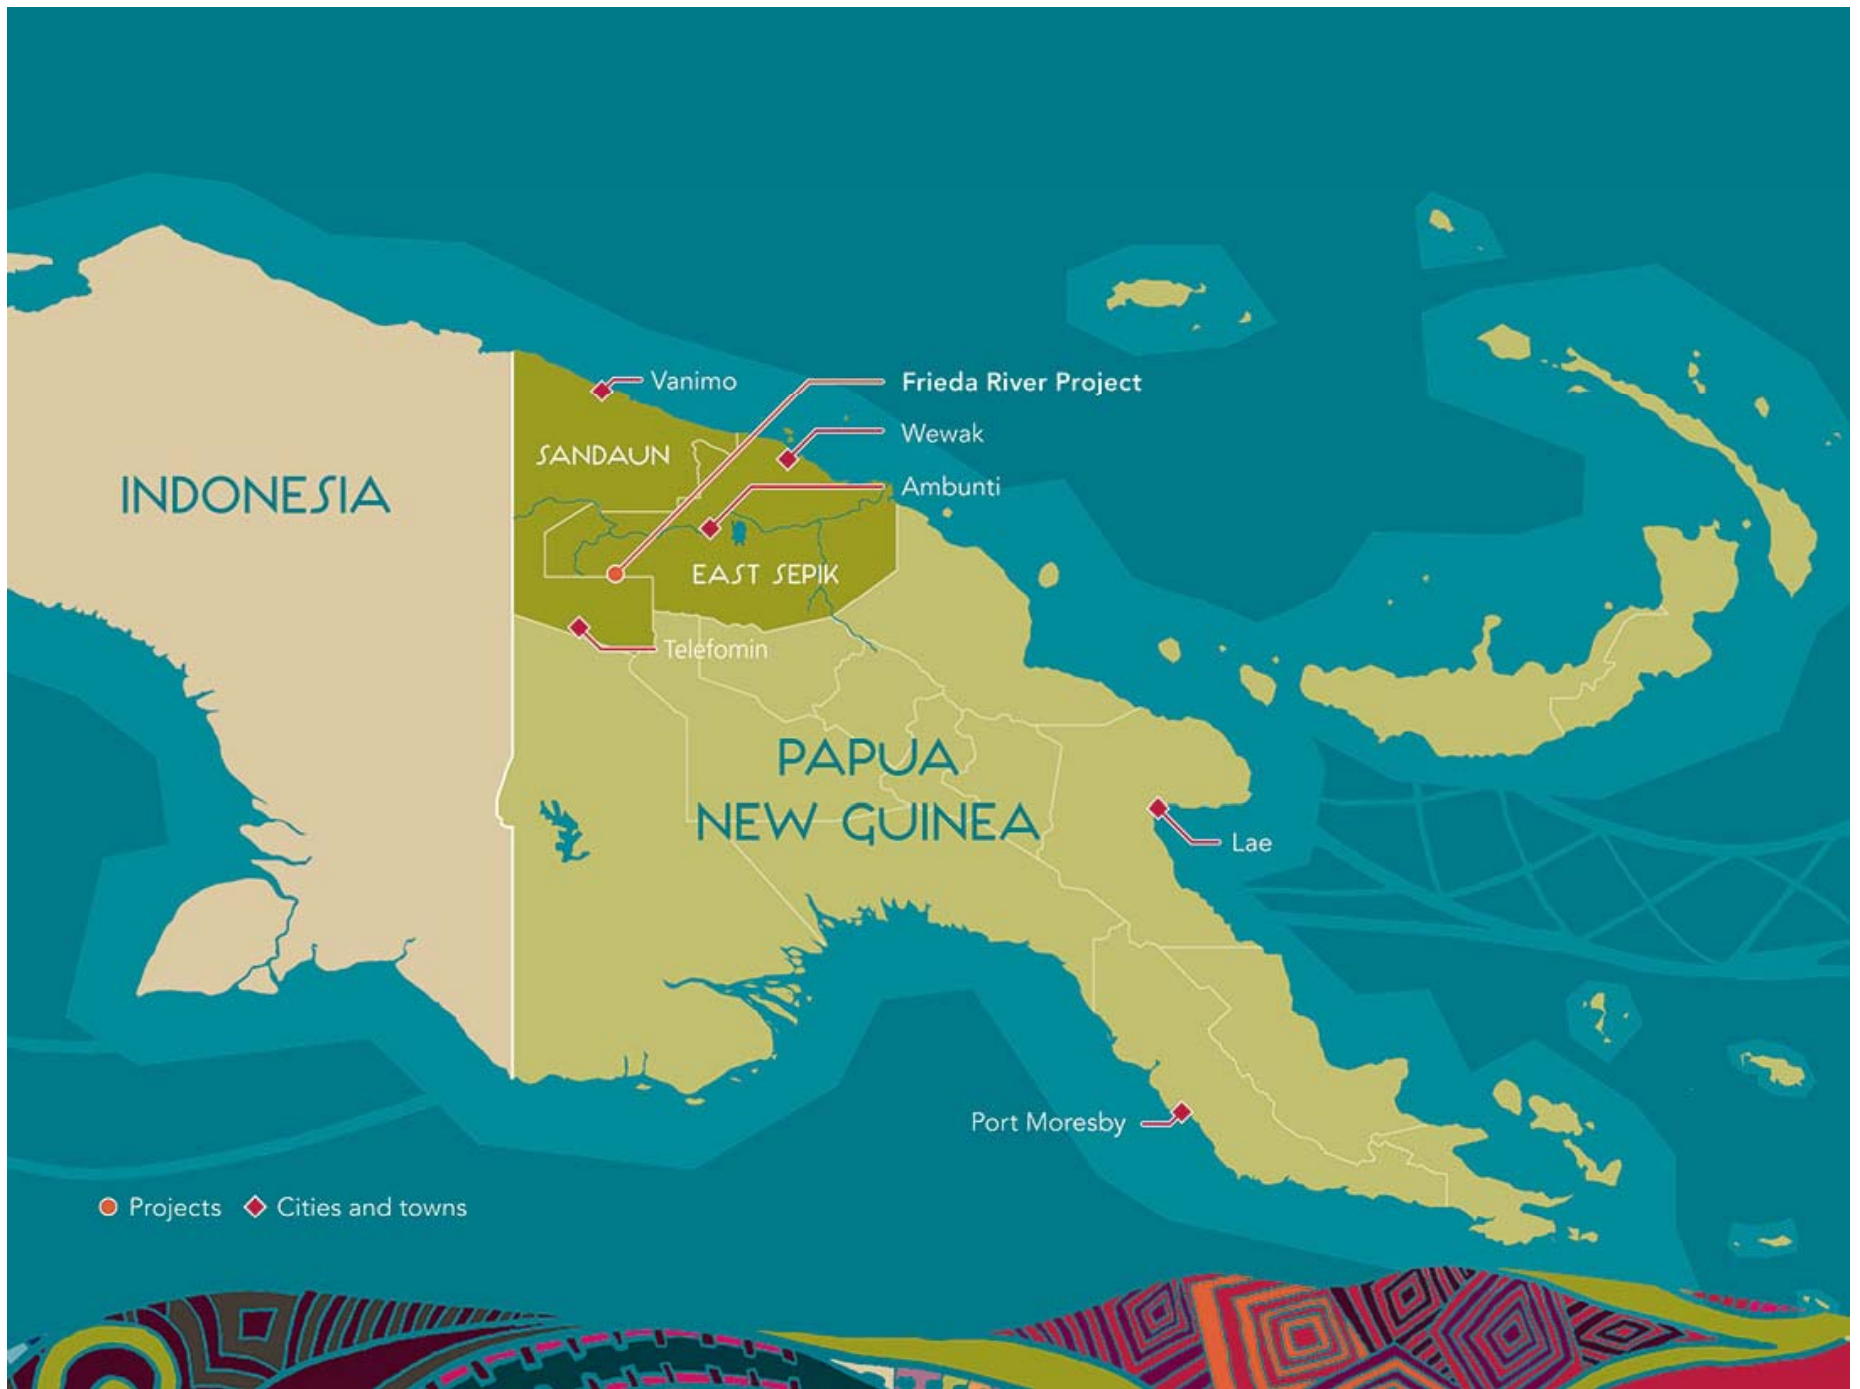 Vanimo
Frieda River Project
Wewak
SANDAUN
INDONESIA
Ambunti
EAST SEPIK
Telefomin
PAPUA
NEW GUINEA
Lae
Port Moresby
Projects
Cities and towns